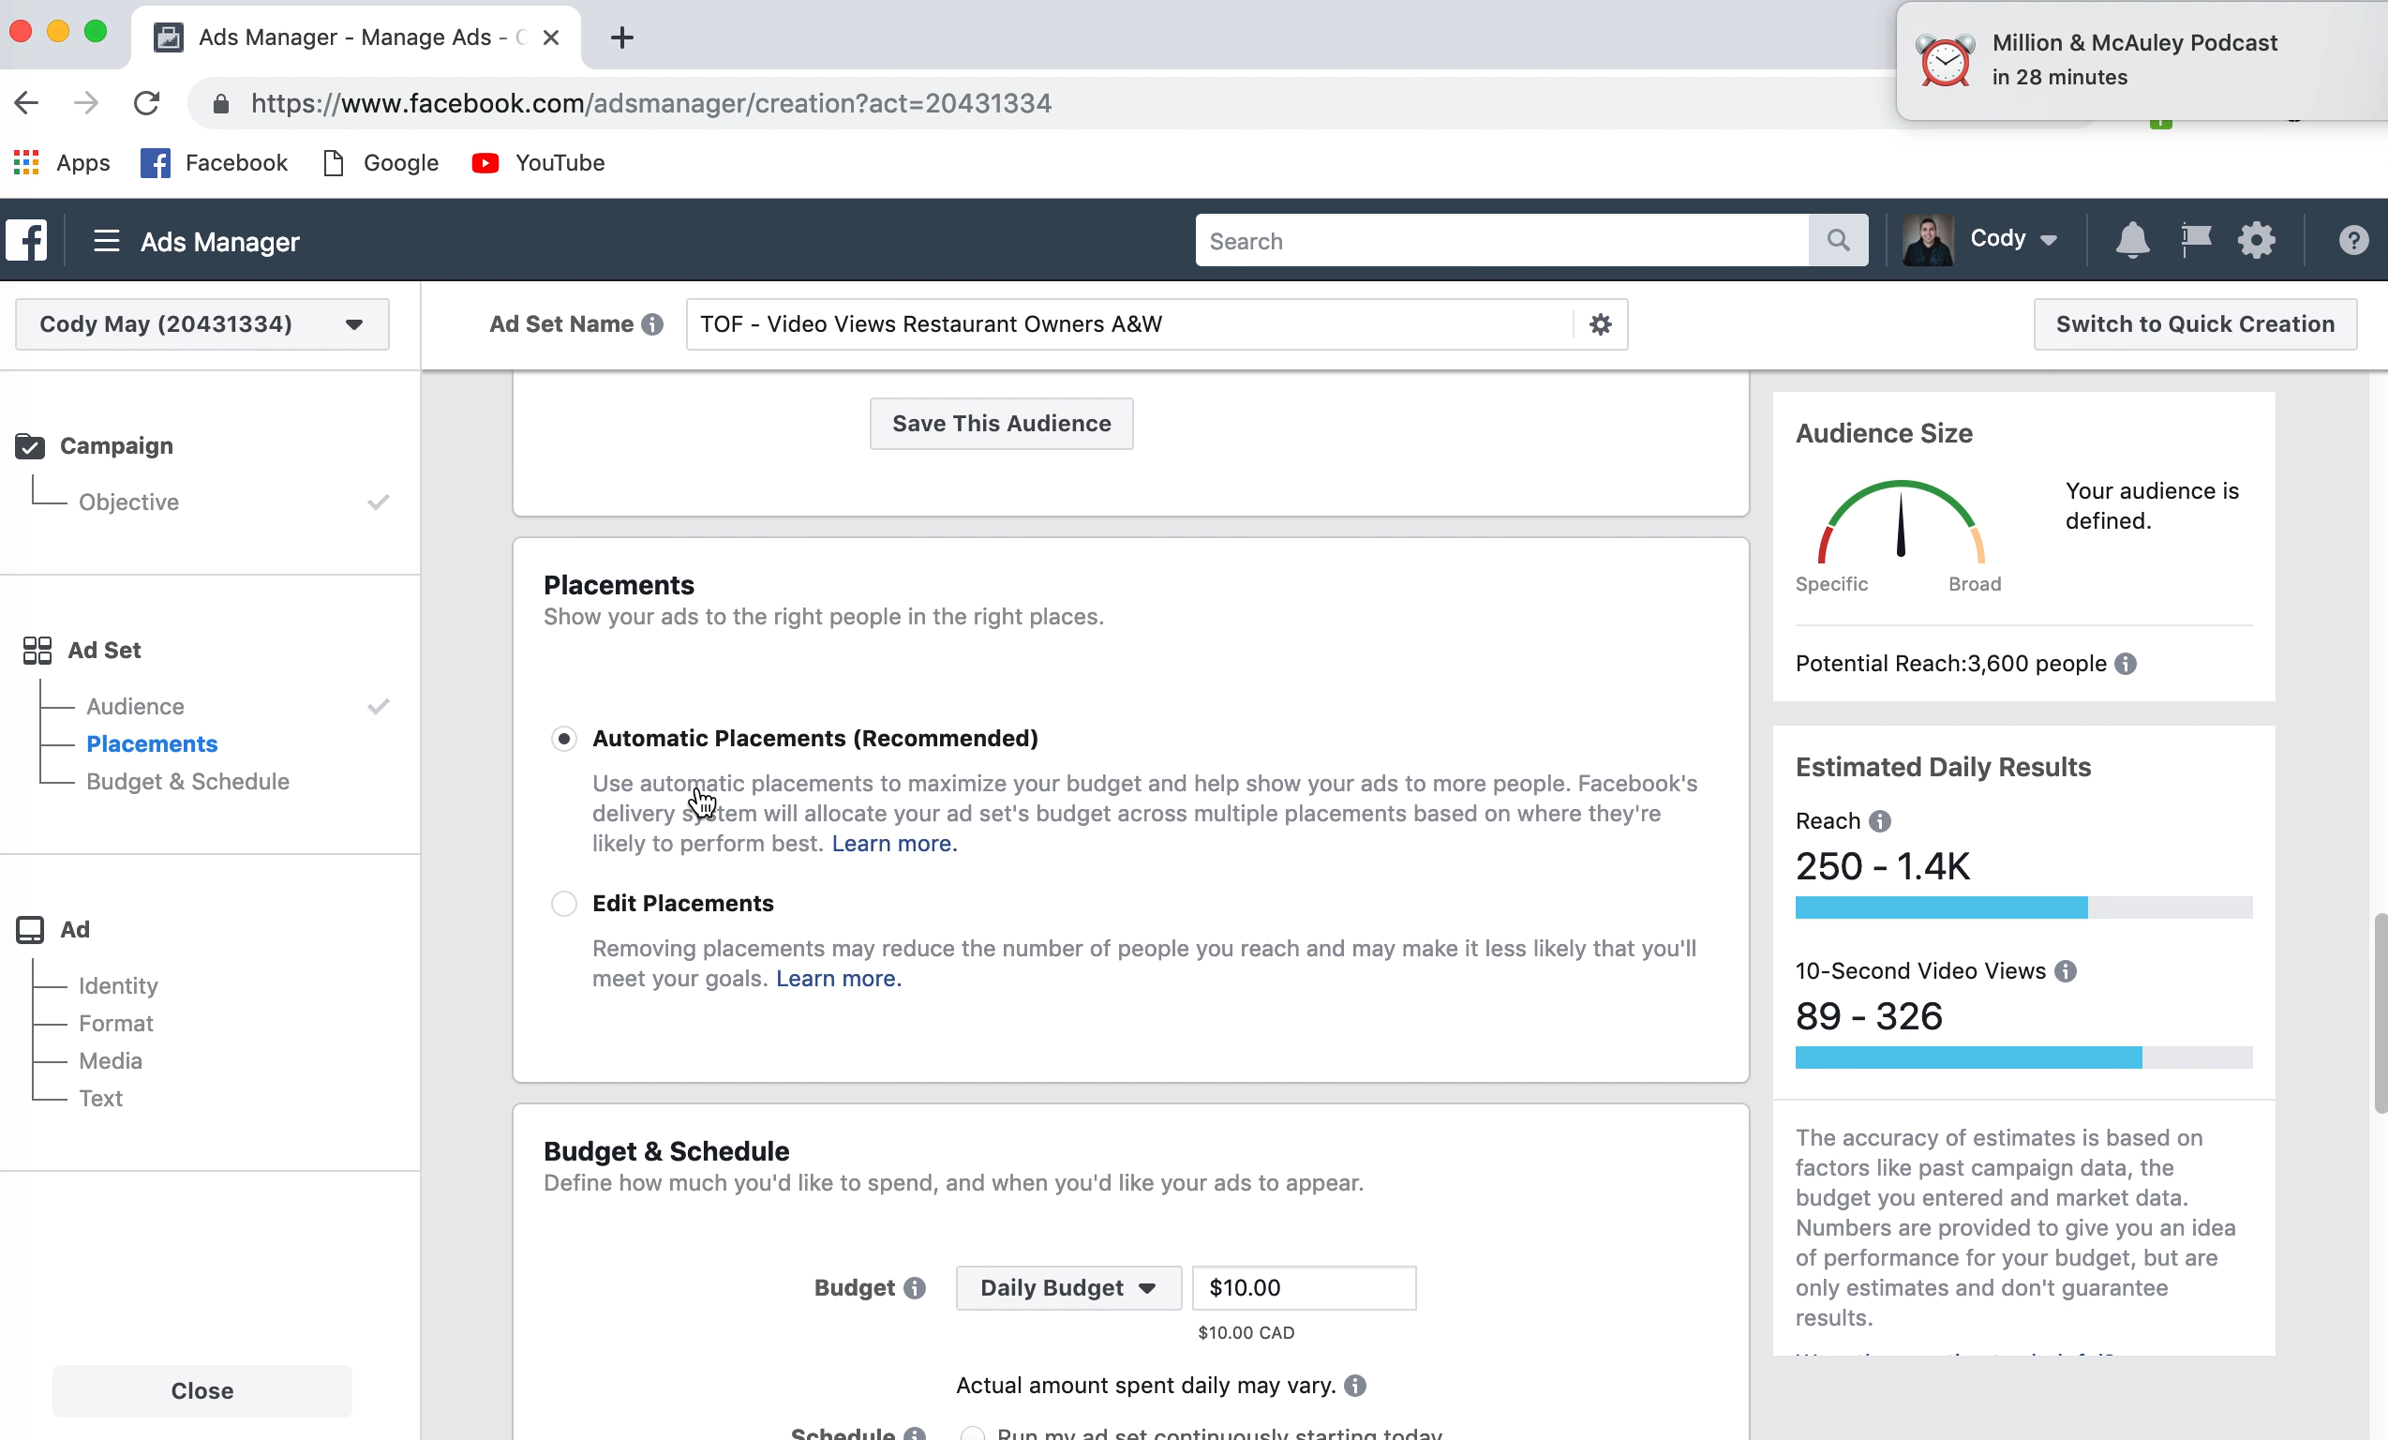 Ads Manager - Manage Ads -
Million & McAuley Podcast
in 28 minutes
https://www.facebook.com/adsmanager/creation?act=20431334
Apps
Facebook
Google
YouTube
Ads Manager
Search
Cody
Cody May (20431334)
Ad Set Name
TOF - Video Views Restaurant Owners A&W
Switch to Quick Creation
Campaign
Objective
Ad Set
Audience
Placements
Budget & Schedule
Ad
Identity
Format
Media
Text
Close
Save This Audience
Placements
Show your ads to the right people in the right places.
Automatic Placements (Recommended)
Use automatic placements to maximize your budget and help show your ads to more people. Facebook's
delivery system will allocate your ad set's budget across multiple placements based on where they're
likely to perform best. Learn more.
Edit Placements
Removing placements may reduce the number of people you reach and may make it less likely that you'll
meet your goals. Learn more.
Budget & Schedule
Define how much you'd like to spend, and when you'd like your ads to appear.
Budget
Daily Budget
$10.00
$10.00 CAD
Actual amount spent daily may vary.
Schedule
Run my ad set continuously starting today
Audience Size
Your audience is
defined.
Specific
Broad
Potential Reach:3,600 people
Estimated Daily Results
Reach
250 - 1.4K
10-Second Video Views
89 - 326
The accuracy of estimates is based on
factors like past campaign data, the
budget you entered and market data.
Numbers are provided to give you an idea
of performance for your budget, but are
only estimates and don't guarantee
results.